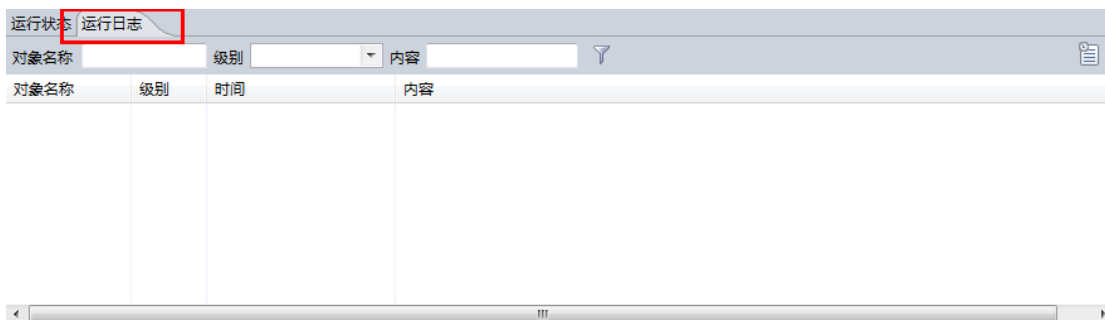 运行状态 运行日志
对象名称 级别 内容
对象名称 级别 时间 内容